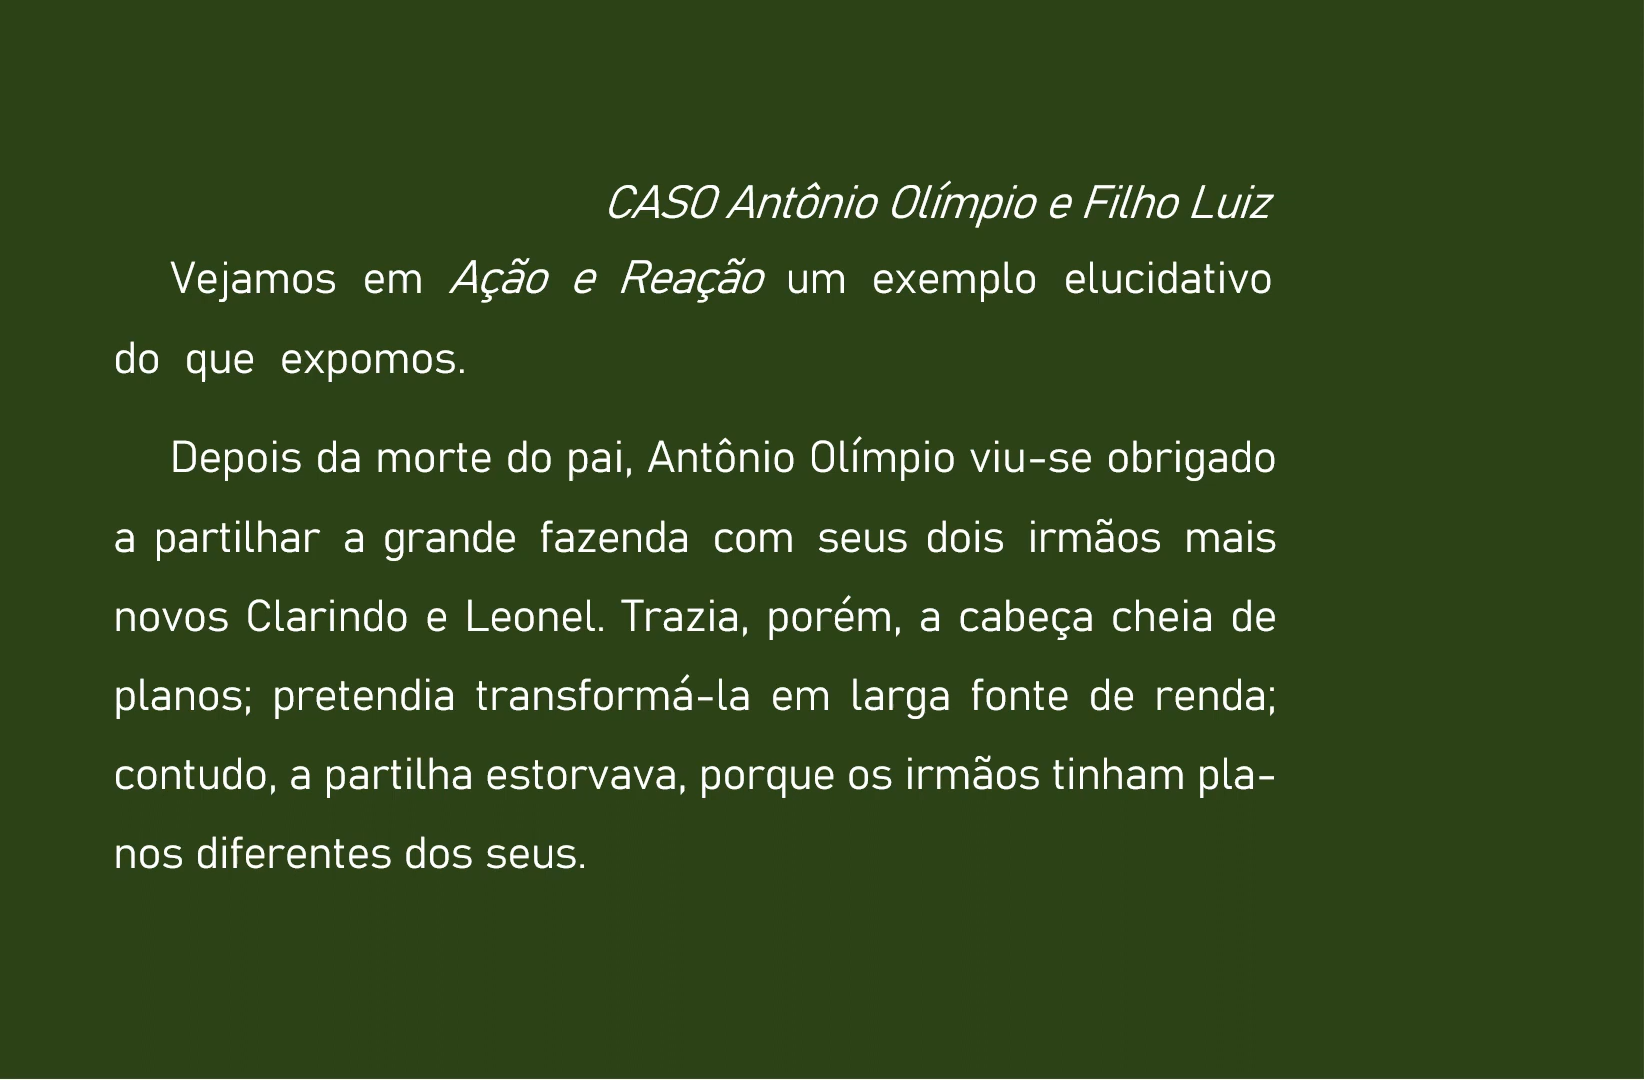 CASO Antônio Olímpio e Filho Luiz
Vejamos em Ação e Reação um exemplo elucidativo
do que expomos.
Depois da morte do pai, Antônio Olímpio viu-se obrigado
a partilhar a grande fazenda com seus dois irmãos mais
novos Clarindo e Leonel. Trazia, porém, a cabeça cheia de
planos; pretendia transformá-la em larga fonte de renda;
contudo, a partilha estorvava, porque os irmãos tinham pla-
nos diferentes dos seus.